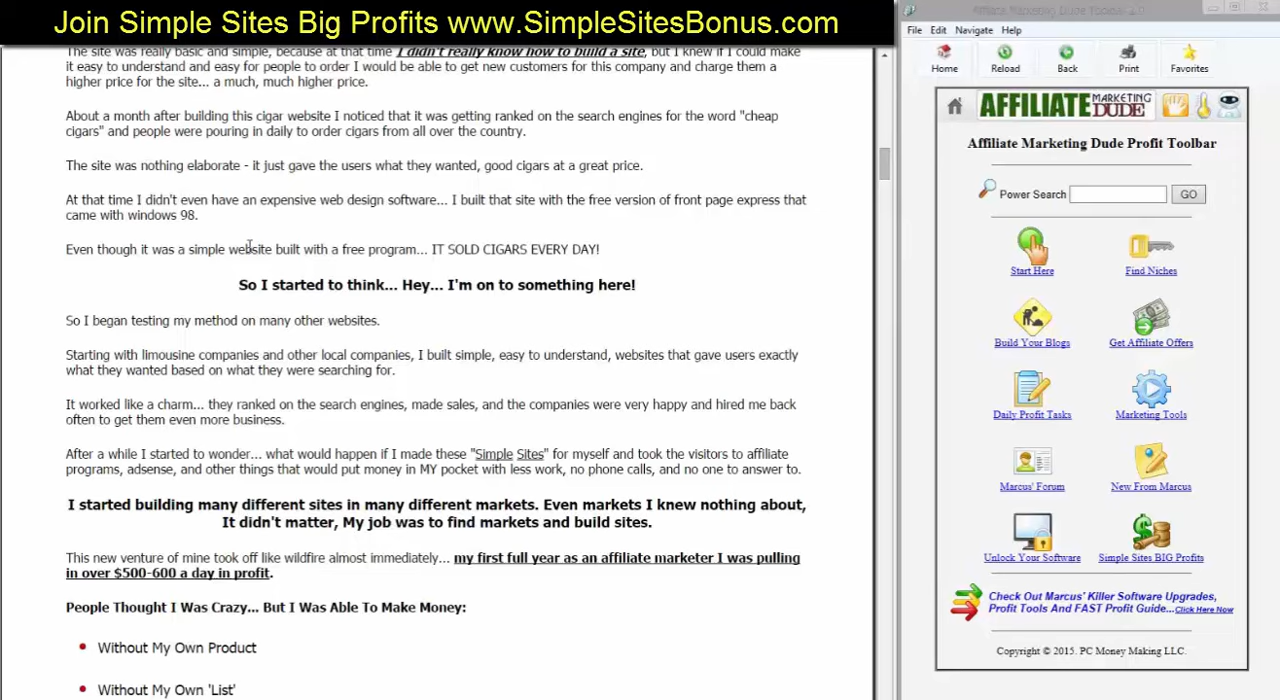 Join Simple Sites Big Profits www.SimpleSitesBonus.com
The site was really basic and simple, because at that time I didn't really know how to build a site, but I knew if I could make
it easy to understand and easy for people to order I would be able to get new customers for this company and charge them a
higher price for the site... a much, much higher price.
About a month after building this cigar website I noticed that it was getting ranked on the search engines for the word "cheap
cigars" and people were pouring in daily to order cigars from all over the country.
The site was nothing elaborate - it just gave the users what they wanted, good cigars at a great price.
At that time I didn't even have an expensive web design software... I built that site with the free version of front page express that
came with windows 98.
Even though it was a simple website built with a free program... IT SOLD CIGARS EVERY DAY!
So I started to think... Hey... I'm on to something here!
So I began testing my method on many other websites.
Starting with limousine companies and other local companies, I built simple, easy to understand, websites that gave users exactly
what they wanted based on what they were searching for.
It worked like a charm... they ranked on the search engines, made sales, and the companies were very happy and hired me back
often to get them even more business.
After a while I started to wonder... what would happen if I made these "Simple Sites" for myself and took the visitors to affiliate
programs, adsense, and other things that would put money in MY pocket with less work, no phone calls, and no one to answer to.
I started building many different sites in many different markets. Even markets I knew nothing about,
It didn't matter, My job was to find markets and build sites.
This new venture of mine took off like wildfire almost immediately... my first full year as an affiliate marketer I was pulling
in over $500-600 a day in profit.
People Thought I Was Crazy... But I Was Able To Make Money:
Without My Own Product
Without My Own 'List'
Affiliate Marketing Dude Toolbar 2.0
File Edit Navigate Help
Home Reload Back Print Favorites
AFFILIATE MARKETING DUDE
Affiliate Marketing Dude Profit Toolbar
Power Search GO
Start Here Find Niches
Build Your Blogs Get Affiliate Offers
Daily Profit Tasks Marketing Tools
Marcus' Forum New From Marcus
Unlock Your Software Simple Sites BIG Profits
Check Out Marcus' Killer Software Upgrades,
Profit Tools And FAST Profit Guide...Click Here Now
Copyright © 2015. PC Money Making LLC.